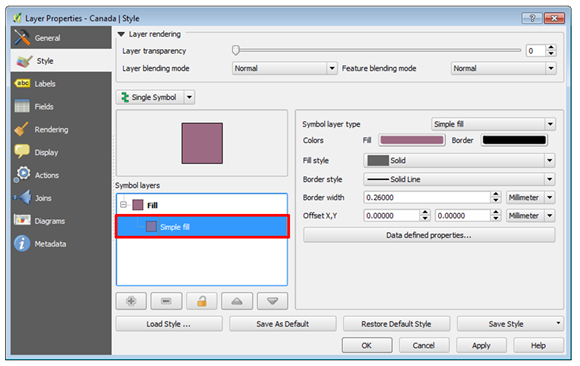 Layer Properties - Canada | Style
General
Style
Labels
Fields
Rendering
Display
Actions
Joins
Diagrams
Metadata
Layer rendering
Layer transparency 0
Layer blending mode Normal Feature blending mode Normal
Single Symbol
Symbol layers
Fill
Simple fill
Symbol layer type Simple fill
Colors Fill Border
Fill style Solid
Border style Solid Line
Border width 0.26000 Millimeter
Offset X,Y 0.00000 0.00000 Millimeter
Data defined properties...
Load Style ... Save As Default Restore Default Style Save Style
OK Cancel Apply Help